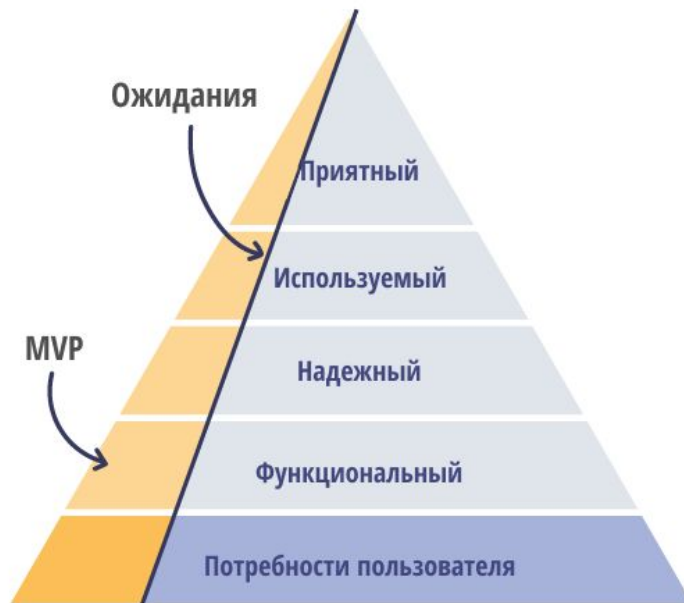 Ожидания
Приятный
Используемый
MVP
Надежный
Функциональный
Потребности пользователя